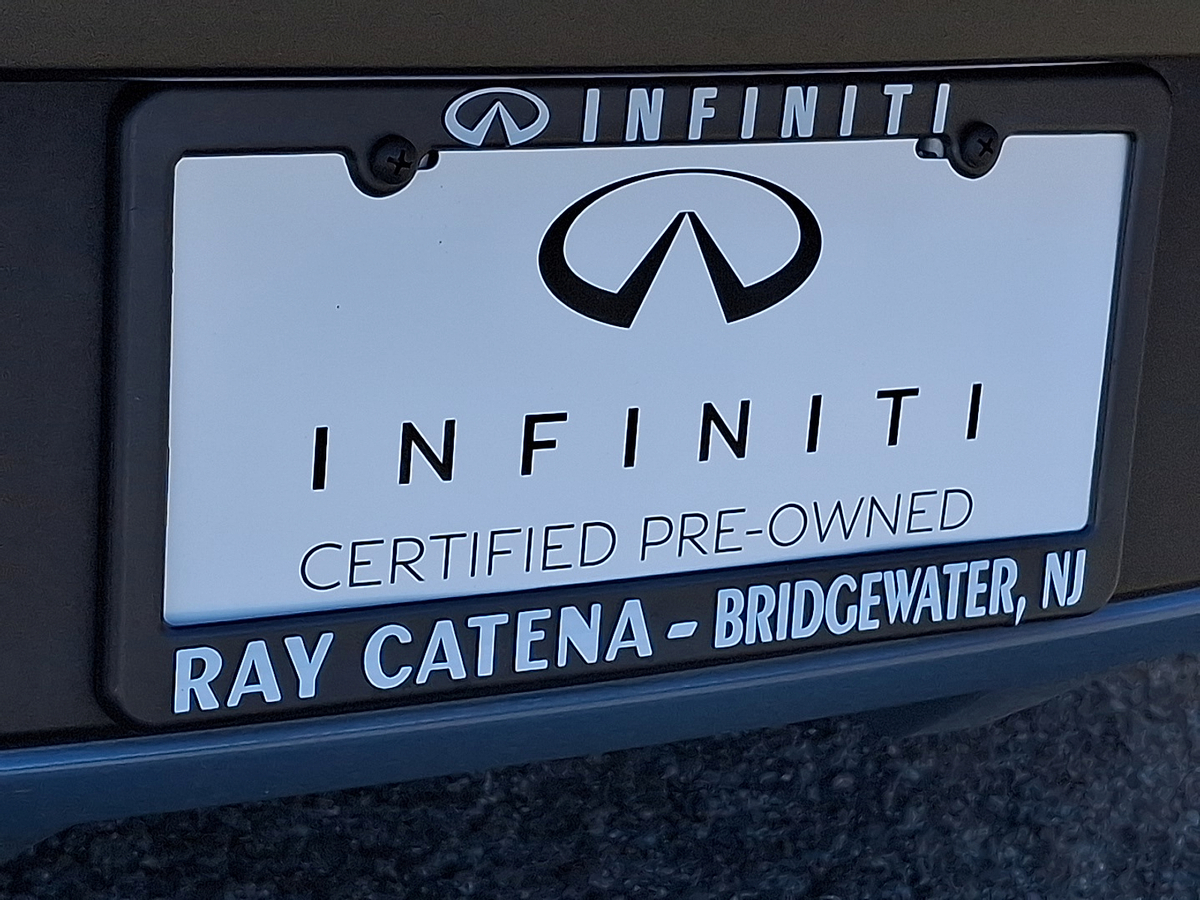 INFINITI
INFINITI
CERTIFIED PRE-OWNED
RAY CATENA - BRIDGEWATER, NJ